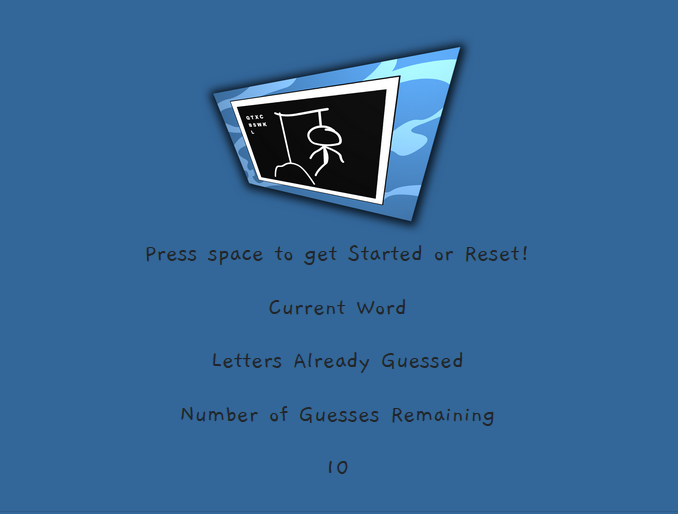 QTXC
BSWK
L
Press space to get Started or Reset!
Current Word
Letters Already Guessed
Number of Guesses Remaining
10